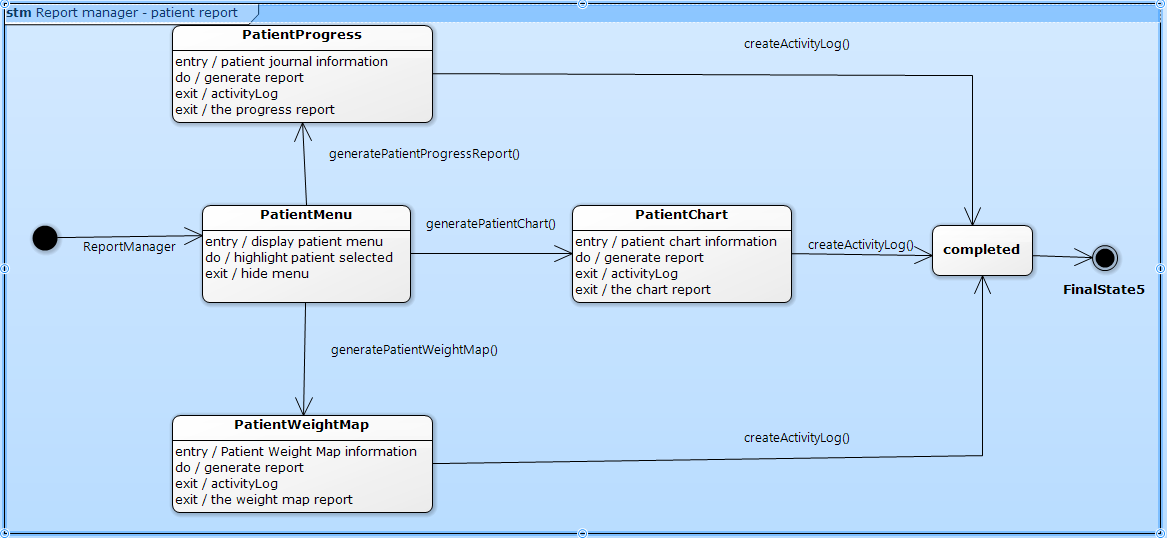 stm Report manager - patient report
PatientProgress
entry / patient journal information
do / generate report
exit / activityLog
exit / the progress report
createActivityLog()
generatePatientProgressReport()
PatientMenu
entry / display patient menu
do / highlight patient selected
exit / hide menu
ReportManager
generatePatientChart()
PatientChart
entry / patient chart information
do / generate report
exit / activityLog
exit / the chart report
createActivityLog()
completed
FinalState5
generatePatientWeightMap()
PatientWeightMap
entry / Patient Weight Map information
do / generate report
exit / activityLog
exit / the weight map report
createActivityLog()